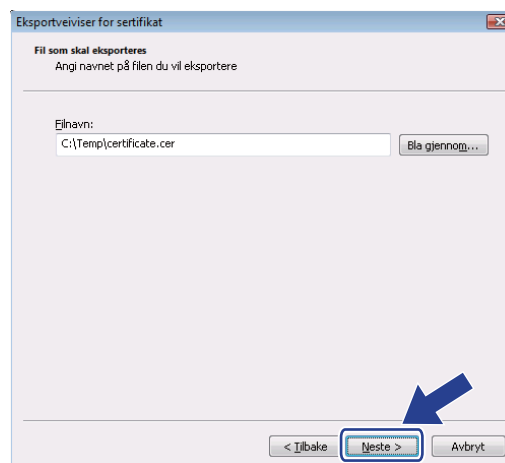 Eksportveiviser for sertifikat
Fil som skal eksporteres
Angi navnet på filen du vil eksportere
Filnavn:
C:\Temp\certificate.cer
Bla gjennom...
< Tilbake
Neste >
Avbryt